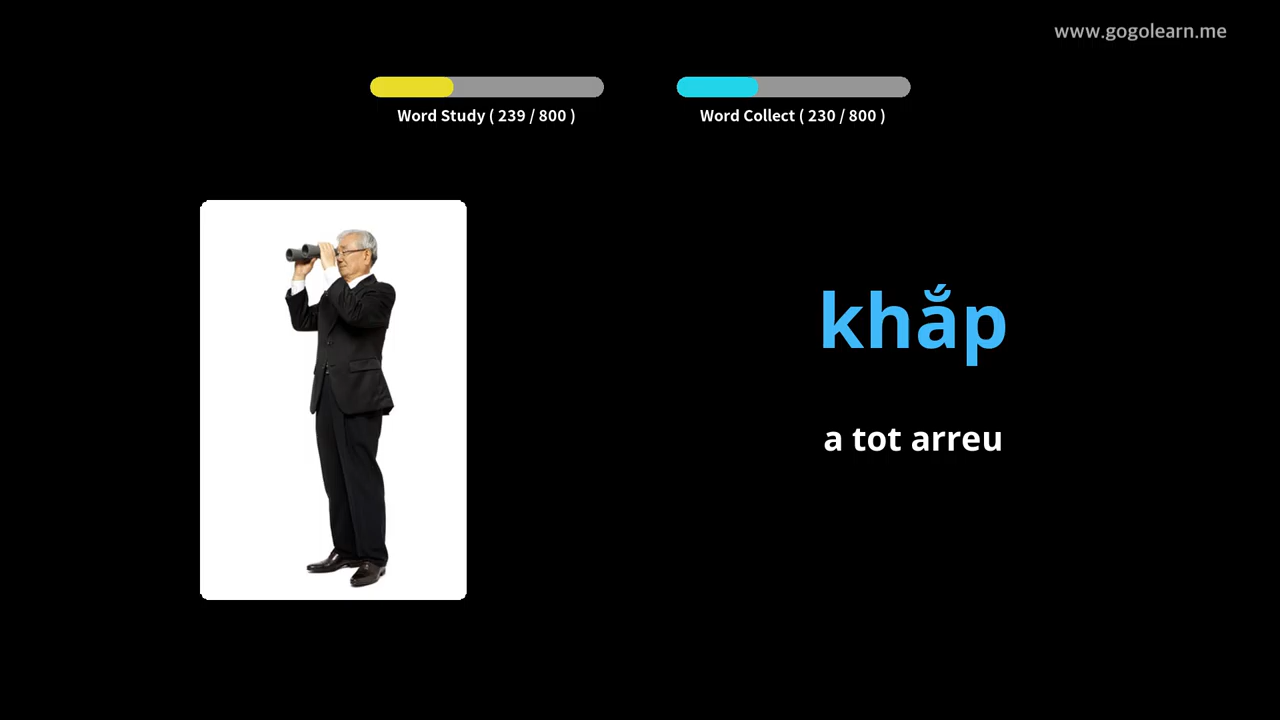 www.gogolearn.me
Word Study ( 239 / 800 )
Word Collect ( 230 / 800 )
khắp
a tot arreu